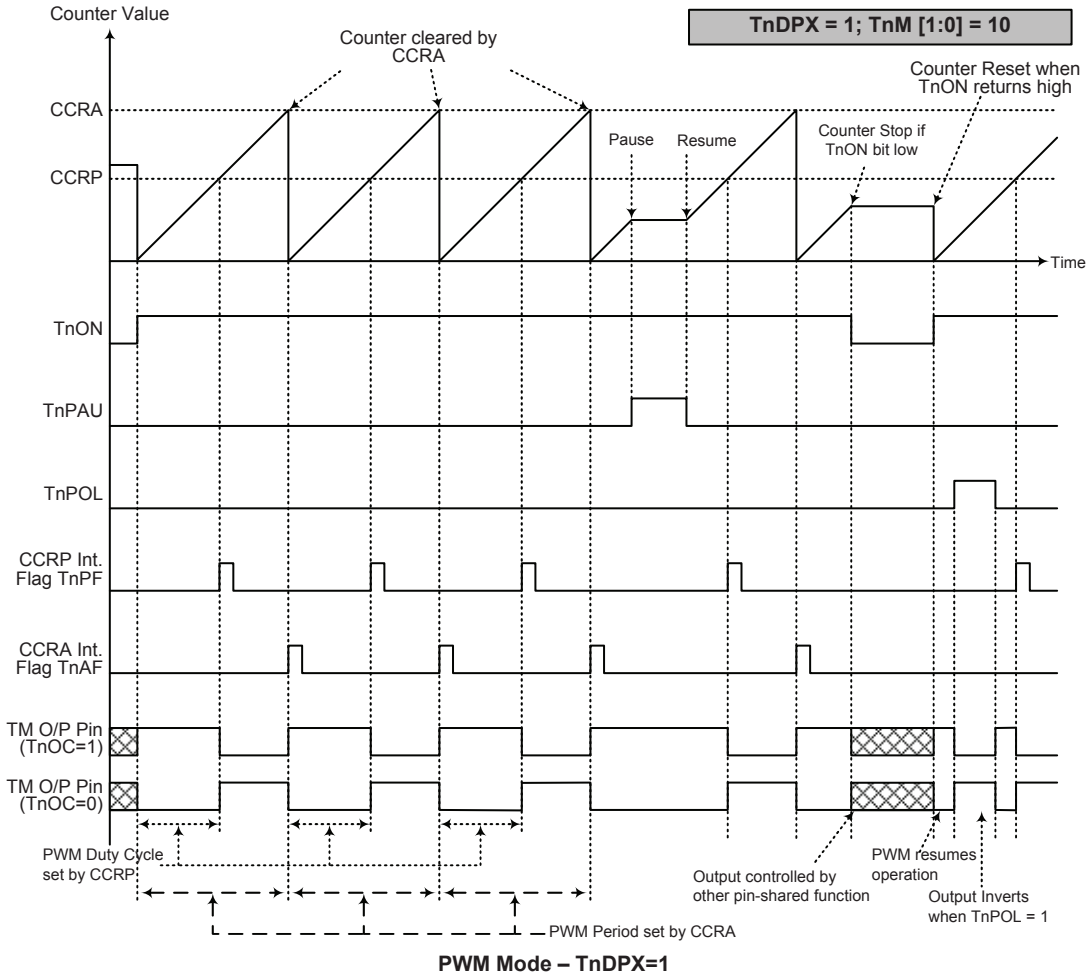 Counter Value
TnDPX = 1; TnM [1:0] = 10
Counter cleared by
CCRA
Counter Reset when
TnON returns high
CCRA
Pause
Resume
Counter Stop if
TnON bit low
CCRP
Time
TnON
TnPAU
TnPOL
CCRP Int.
Flag TnPF
CCRA Int.
Flag TnAF
TM O/P Pin
(TnOC=1)
TM O/P Pin
(TnOC=0)
PWM Duty Cycle
set by CCRP
Output controlled by
other pin-shared function
PWM resumes
operation
Output Inverts
when TnPOL = 1
PWM Period set by CCRA
PWM Mode – TnDPX=1